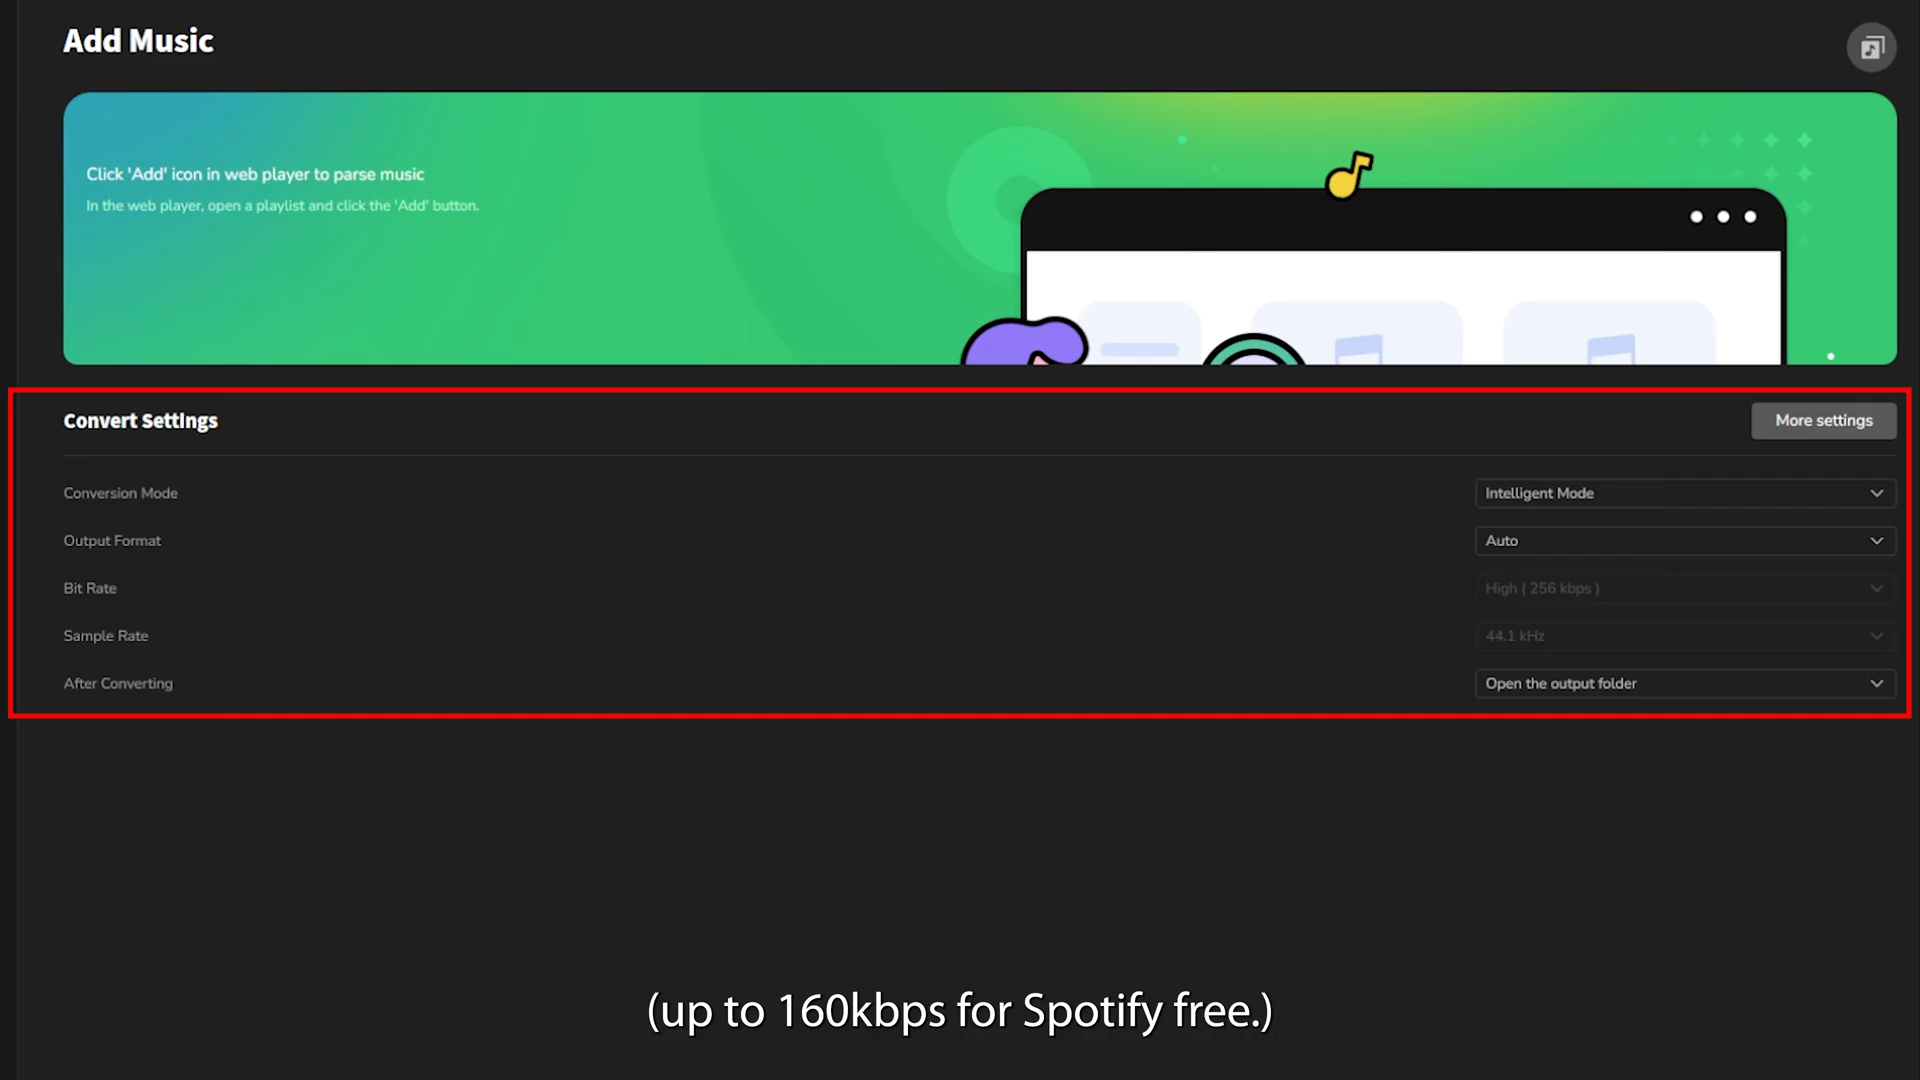 Add Music
Click 'Add' icon in web player to parse music
In the web player, open a playlist and click the 'Add' button.
Convert Settings
More settings
Conversion Mode
Intelligent Mode
Output Format
Auto
Bit Rate
High ( 256 kbps )
Sample Rate
44.1 kHz
After Converting
Open the output folder
(up to 160kbps for Spotify free.)